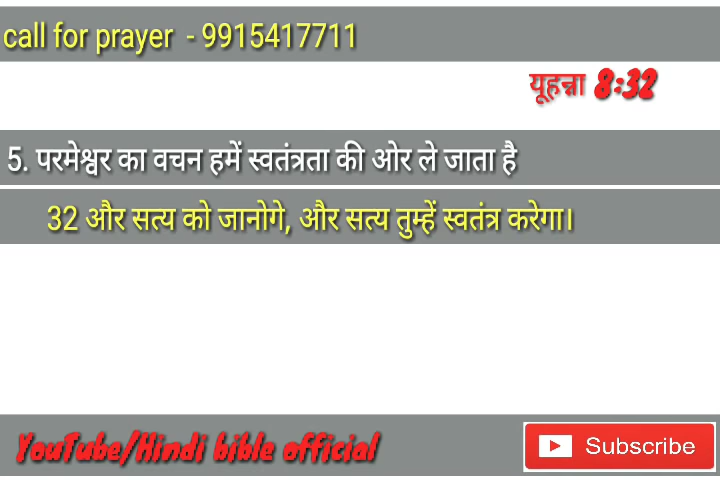 call for prayer - 9915417711
यूहन्ना 8:32
5. परमेश्वर का वचन हमें स्वतंत्रता की ओर ले जाता है
32 और सत्य को जानोगे, और सत्य तुम्हें स्वतंत्र करेगा।
YouTube/Hindi bible official
Subscribe